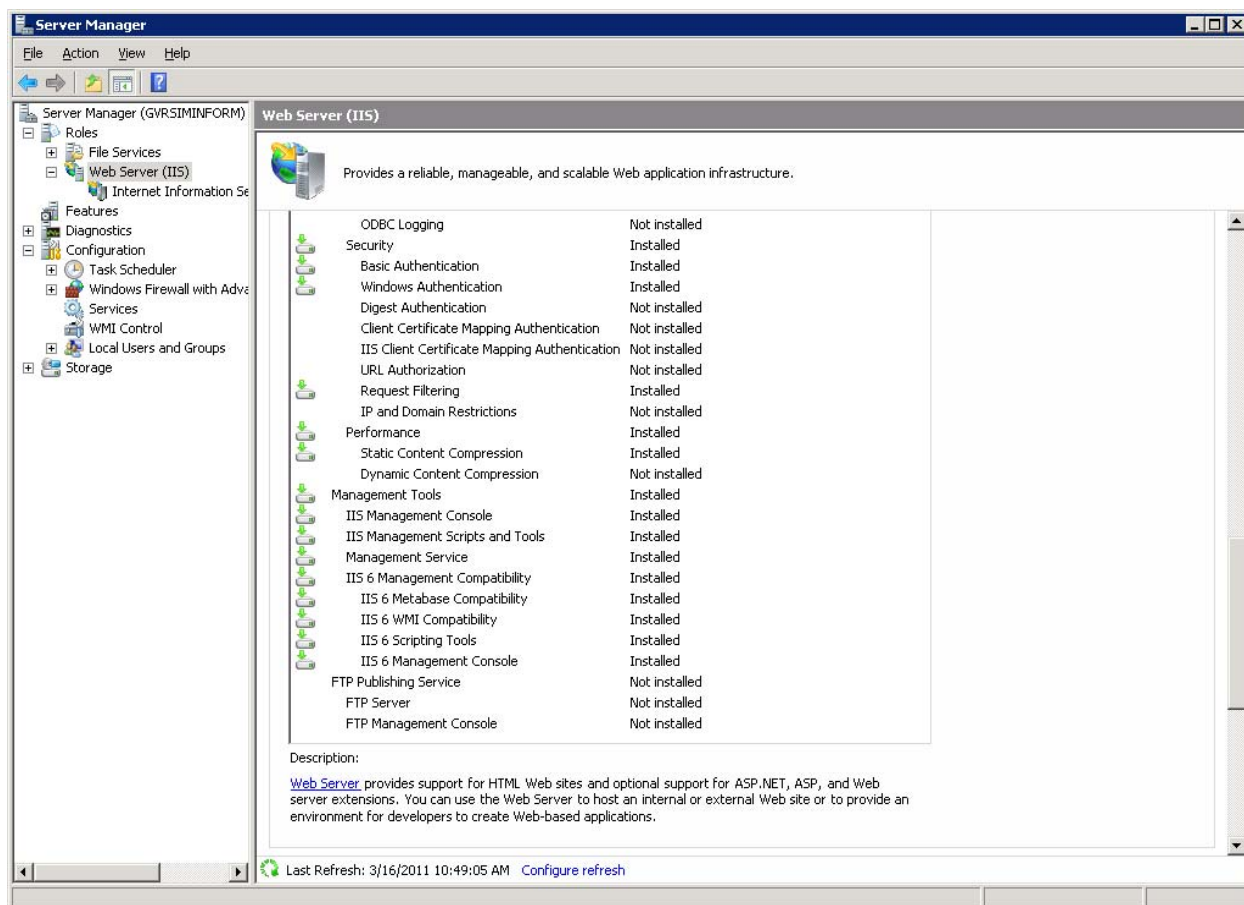 Server Manager
File Action View Help
Server Manager (GVRSIMINFORM)
Roles
File Services
Web Server (IIS)
Internet Information Se
Features
Diagnostics
Configuration
Task Scheduler
Windows Firewall with Adva
Services
WMI Control
Local Users and Groups
Storage
Web Server (IIS)
Provides a reliable, manageable, and scalable Web application infrastructure.
ODBC Logging Not installed
Security Installed
Basic Authentication Installed
Windows Authentication Installed
Digest Authentication Not installed
Client Certificate Mapping Authentication Not installed
IIS Client Certificate Mapping Authentication Not installed
URL Authorization Not installed
Request Filtering Installed
IP and Domain Restrictions Not installed
Performance Installed
Static Content Compression Installed
Dynamic Content Compression Not installed
Management Tools Installed
IIS Management Console Installed
IIS Management Scripts and Tools Installed
Management Service Installed
IIS 6 Management Compatibility Installed
IIS 6 Metabase Compatibility Installed
IIS 6 WMI Compatibility Installed
IIS 6 Scripting Tools Installed
IIS 6 Management Console Installed
FTP Publishing Service Not installed
FTP Server Not installed
FTP Management Console Not installed
Description:
Web Server provides support for HTML Web sites and optional support for ASP.NET, ASP, and Web
server extensions. You can use the Web Server to host an internal or external Web site or to provide an
environment for developers to create Web-based applications.
Last Refresh: 3/16/2011 10:49:05 AM Configure refresh